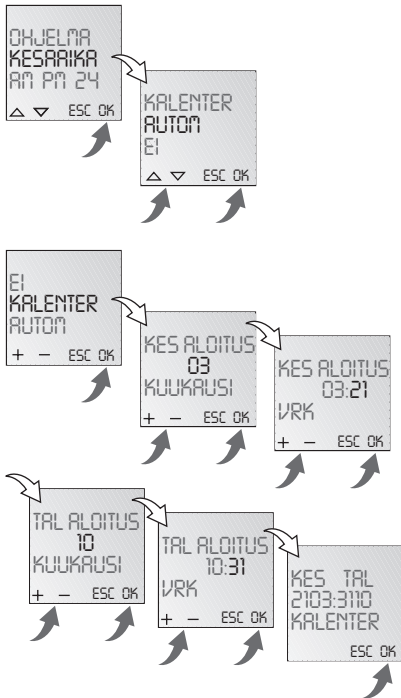 OHJELMA
KESAAIKA
AM PM 24
△ ▽ ESC OK
KALENTER
AUTOM
EI
△ ▽ ESC OK
EI
KALENTER
AUTOM
+ − ESC OK
KES ALOITUS
03
KUUKAUSI
+ − ESC OK
KES ALOITUS
03:21
VRK
+ − ESC OK
TAL ALOITUS
10
KUUKAUSI
+ − ESC OK
TAL ALOITUS
10:31
VRK
+ − ESC OK
KES TAL
2103:3110
KALENTER
ESC OK